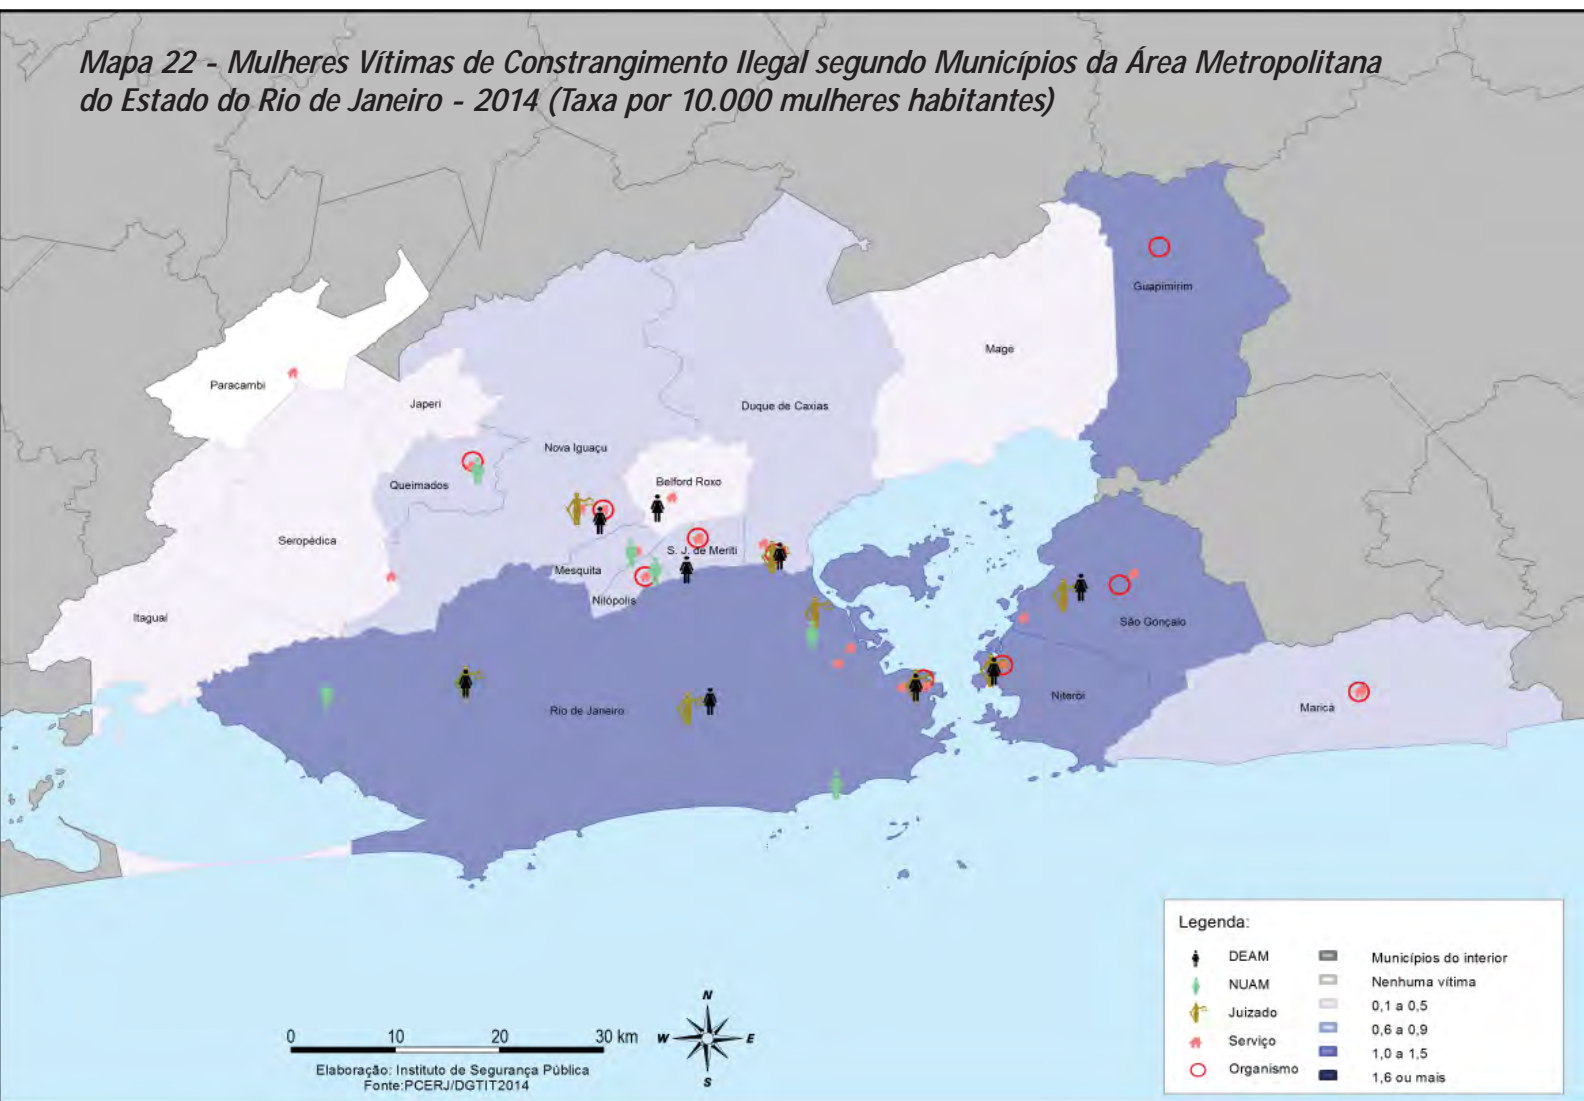 Mapa 22 - Mulheres Vítimas de Constrangimento Ilegal segundo Municípios da Área Metropolitana
do Estado do Rio de Janeiro - 2014 (Taxa por 10.000 mulheres habitantes)
Guapimirim
Magé
Paracambi
Japeri
Duque de Caxias
Nova Iguaçu
Belford Roxo
Queimados
Seropédica
S. J. de Meriti
Mesquita
Nilópolis
Itaguaí
São Gonçalo
Niterói
Rio de Janeiro
Maricá
Legenda:
DEAM
NUAM
Juizado
Serviço
Organismo
Municípios do interior
Nenhuma vítima
0,1 a 0,5
0,6 a 0,9
1,0 a 1,5
1,6 ou mais
N
W
E
S
0 10 20 30 km
Elaboração: Instituto de Segurança Pública
Fonte:PCERJ/DGTIT2014